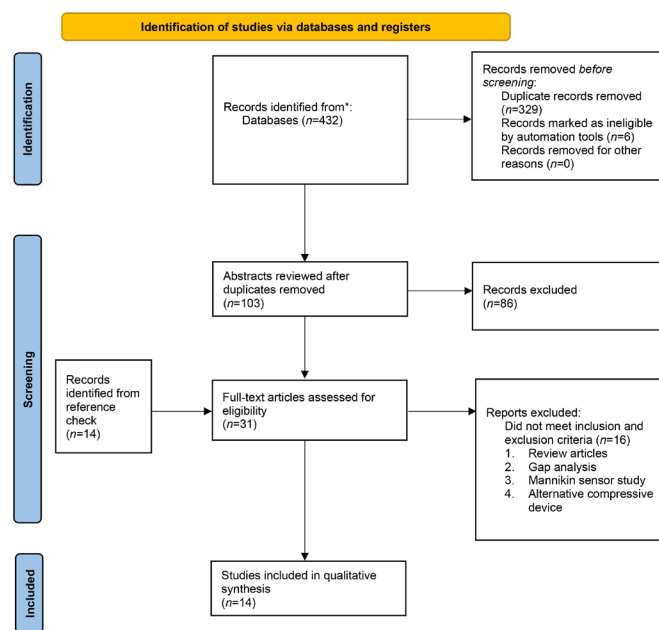 Identification of studies via databases and registers
Identification
Records identified from*:
Databases (n=432)
Records removed before
screening:
Duplicate records removed
(n=329)
Records marked as ineligible
by automation tools (n=6)
Records removed for other
reasons (n=0)
Screening
Abstracts reviewed after
duplicates removed
(n=103)
Records excluded
(n=86)
Records
identified from
reference
check
(n=14)
Full-text articles assessed for
eligibility
(n=31)
Reports excluded:
Did not meet inclusion and
exclusion criteria (n=16)
1. Review articles
2. Gap analysis
3. Mannikin sensor study
4. Alternative compressive
device
Included
Studies included in qualitative
synthesis
(n=14)